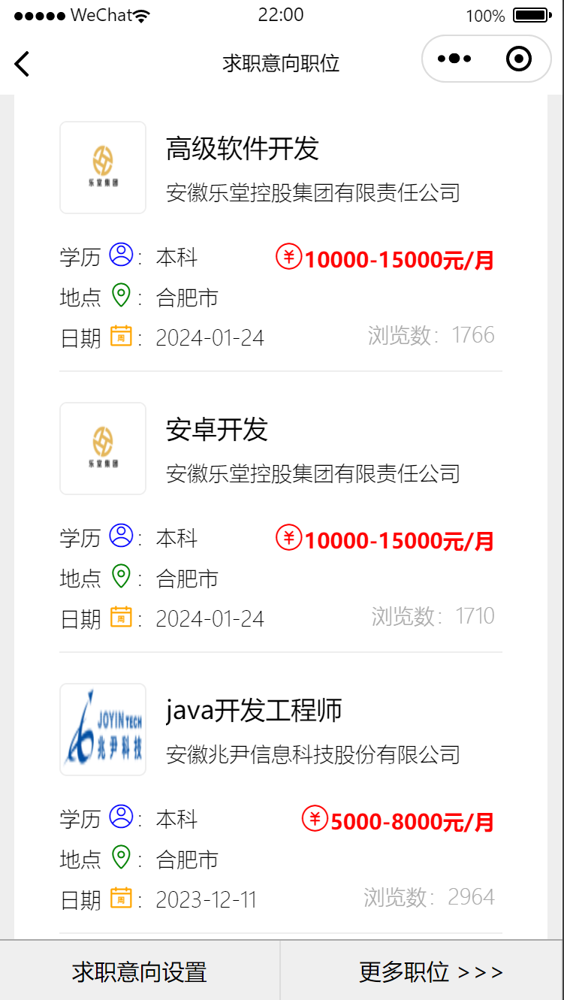 WeChat 22:00 100%
求职意向职位
乐堂集团
高级软件开发
安徽乐堂控股集团有限责任公司
学历 : 本科 ¥10000-15000元/月
地点 : 合肥市
日期 周 : 2024-01-24 浏览数: 1766
乐堂集团
安卓开发
安徽乐堂控股集团有限责任公司
学历 : 本科 ¥10000-15000元/月
地点 : 合肥市
日期 周 : 2024-01-24 浏览数: 1710
JOYIN TECH
兆尹科技
java开发工程师
安徽兆尹信息科技股份有限公司
学历 : 本科 ¥5000-8000元/月
地点 : 合肥市
日期 周 : 2023-12-11 浏览数: 2964
求职意向设置 更多职位 >>>